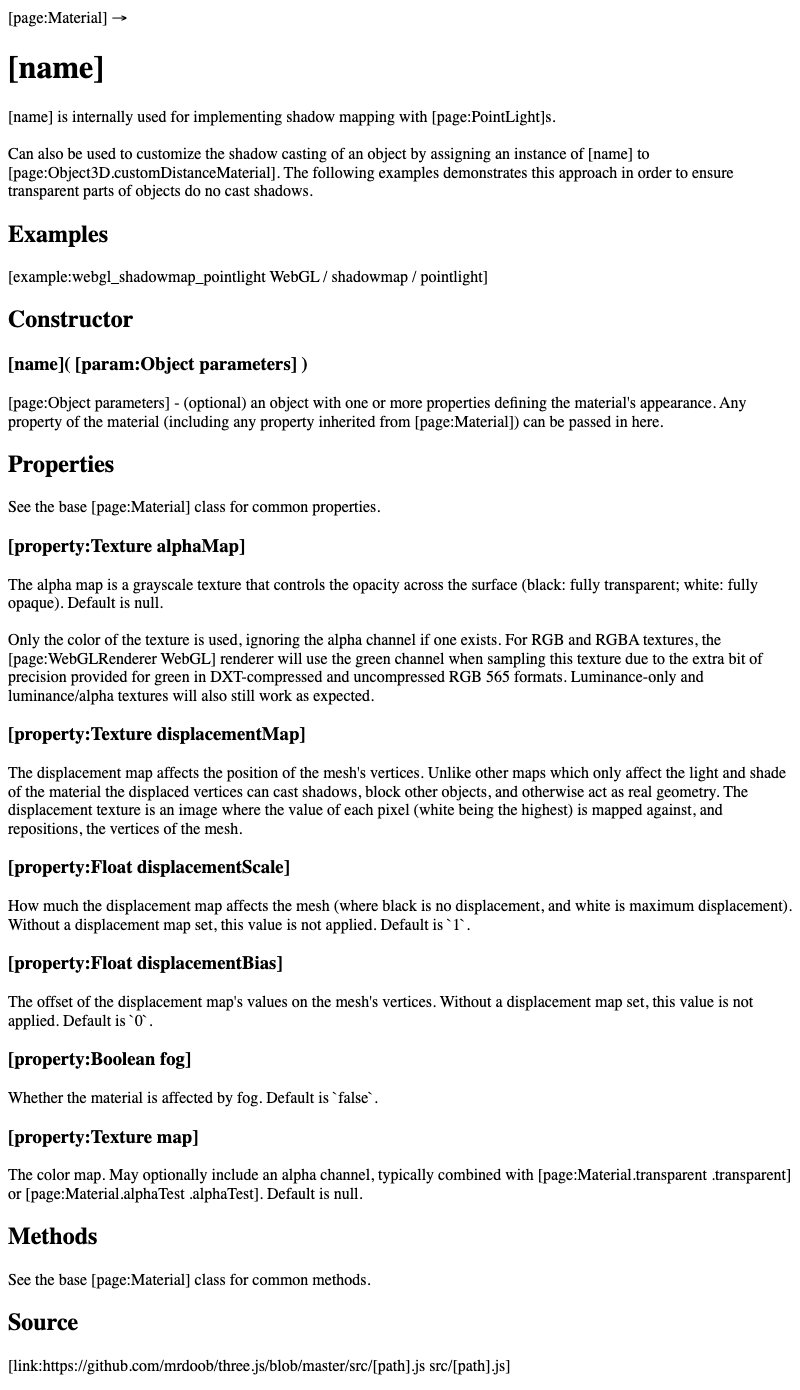 [page:Material] →
[name]
[name] is internally used for implementing shadow mapping with [page:PointLight]s.
Can also be used to customize the shadow casting of an object by assigning an instance of [name] to
[page:Object3D.customDistanceMaterial]. The following examples demonstrates this approach in order to ensure
transparent parts of objects do no cast shadows.
Examples
[example:webgl_shadowmap_pointlight WebGL / shadowmap / pointlight]
Constructor
[name]( [param:Object parameters] )
[page:Object parameters] - (optional) an object with one or more properties defining the material's appearance. Any
property of the material (including any property inherited from [page:Material]) can be passed in here.
Properties
See the base [page:Material] class for common properties.
[property:Texture alphaMap]
The alpha map is a grayscale texture that controls the opacity across the surface (black: fully transparent; white: fully
opaque). Default is null.
Only the color of the texture is used, ignoring the alpha channel if one exists. For RGB and RGBA textures, the
[page:WebGLRenderer WebGL] renderer will use the green channel when sampling this texture due to the extra bit of
precision provided for green in DXT-compressed and uncompressed RGB 565 formats. Luminance-only and
luminance/alpha textures will also still work as expected.
[property:Texture displacementMap]
The displacement map affects the position of the mesh's vertices. Unlike other maps which only affect the light and shade
of the material the displaced vertices can cast shadows, block other objects, and otherwise act as real geometry. The
displacement texture is an image where the value of each pixel (white being the highest) is mapped against, and
repositions, the vertices of the mesh.
[property:Float displacementScale]
How much the displacement map affects the mesh (where black is no displacement, and white is maximum displacement).
Without a displacement map set, this value is not applied. Default is `1`.
[property:Float displacementBias]
The offset of the displacement map's values on the mesh's vertices. Without a displacement map set, this value is not
applied. Default is `0`.
[property:Boolean fog]
Whether the material is affected by fog. Default is `false`.
[property:Texture map]
The color map. May optionally include an alpha channel, typically combined with [page:Material.transparent .transparent]
or [page:Material.alphaTest .alphaTest]. Default is null.
Methods
See the base [page:Material] class for common methods.
Source
[link:https://github.com/mrdoob/three.js/blob/master/src/[path].js src/[path].js]